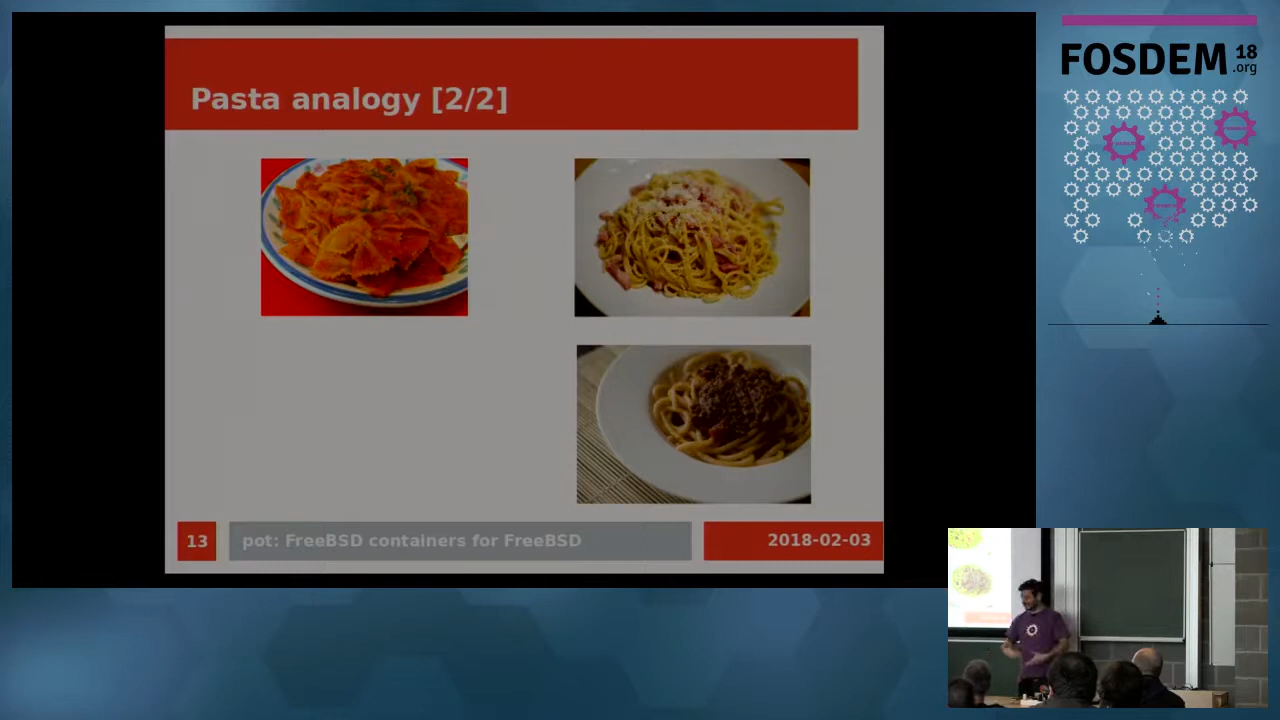 Pasta analogy [2/2]
13
pot: FreeBSD containers for FreeBSD
2018-02-03
FOSDEM 18
.org